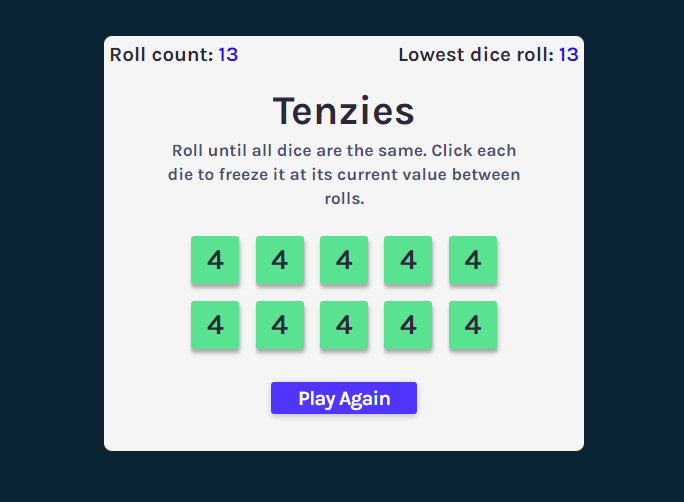 Roll count: 13
Lowest dice roll: 13
Tenzies
Roll until all dice are the same. Click each
die to freeze it at its current value between
rolls.
4 4 4 4 4
4 4 4 4 4
Play Again